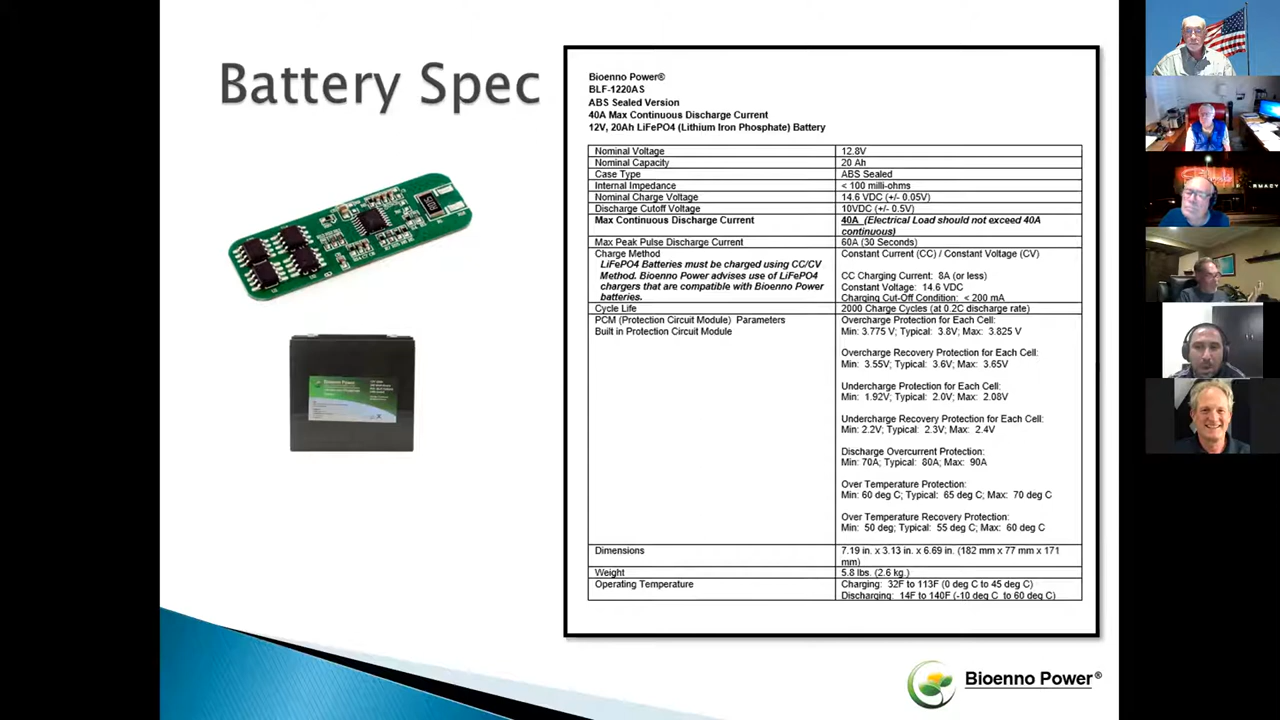 Battery Spec
Bioenno Power®
BLF-1220AS
ABS Sealed Version
40A Max Continuous Discharge Current
12V, 20Ah LiFePO4 (Lithium Iron Phosphate) Battery
Nominal Voltage 12.8V
Nominal Capacity 20 Ah
Case Type ABS Sealed
Internal Impedance < 100 milli-ohms
Nominal Charge Voltage 14.6 VDC (+/- 0.05V)
Discharge Cutoff Voltage 10VDC (+/- 0.5V)
Max Continuous Discharge Current 40A (Electrical Load should not exceed 40A
continuous)
Max Peak Pulse Discharge Current 60A (30 Seconds)
Charge Method Constant Current (CC) / Constant Voltage (CV)
LiFePO4 Batteries must be charged using CC/CV
Method. Bioenno Power advises use of LiFePO4 CC Charging Current: 8A (or less)
chargers that are compatible with Bioenno Power Constant Voltage: 14.6 VDC
batteries. Charging Cut-Off Condition: < 200 mA
Cycle Life 2000 Charge Cycles (at 0.2C discharge rate)
PCM (Protection Circuit Module) Parameters Overcharge Protection for Each Cell:
Built in Protection Circuit Module Min: 3.775 V; Typical: 3.8V; Max: 3.825 V
Overcharge Recovery Protection for Each Cell:
Min: 3.55V; Typical: 3.6V; Max: 3.65V
Undercharge Protection for Each Cell:
Min: 1.92V; Typical: 2.0V; Max: 2.08V
Undercharge Recovery Protection for Each Cell:
Min: 2.2V; Typical: 2.3V; Max: 2.4V
Discharge Overcurrent Protection:
Min: 70A; Typical: 80A; Max: 90A
Over Temperature Protection:
Min: 60 deg C; Typical: 65 deg C; Max: 70 deg C
Over Temperature Recovery Protection:
Min: 50 deg; Typical: 55 deg C; Max: 60 deg C
Dimensions 7.19 in. x 3.13 in. x 6.69 in. (182 mm x 77 mm x 171
mm)
Weight 5.8 lbs. (2.6 kg.)
Operating Temperature Charging: 32F to 113F (0 deg C to 45 deg C)
Discharging: 14F to 140F (-10 deg C to 60 deg C)
Bioenno Power
Bioenno Power®